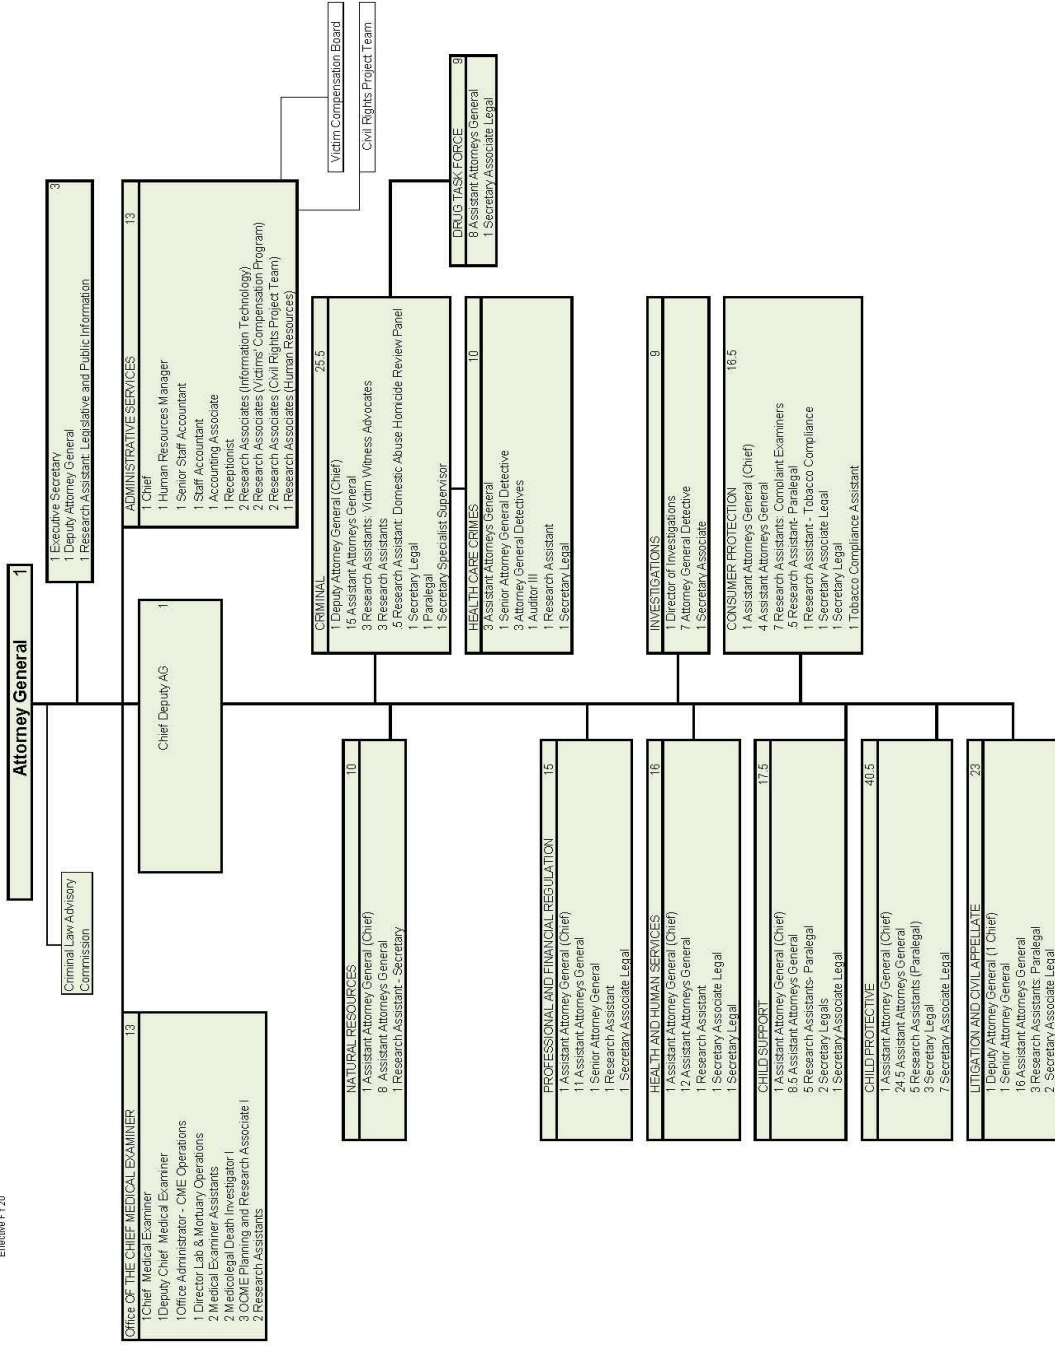 Effective FY 20
Attorney General 1
Criminal Law Advisory
Commission
1 Executive Secretary 3
1 Deputy Attorney General
1 Research Assistant: Legislative and Public Information
Office OF THE CHIEF MEDICAL EXAMINER 13
1Chief Medical Examiner
1Deputy Chief Medical Examiner
1Office Administrator - CME Operations
1 Director Lab & Mortuary Operations
2 Medical Examiner Assistants
2 Medicolegal Death Investigator I
3 OCME Planning and Research Associate I
2 Research Assistants
Chief Deputy AG 1
ADMINISTRATIVE SERVICES 13
1 Chief
1 Human Resources Manager
1 Senior Staff Accountant
1 Staff Accountant
1 Accounting Associate
1 Receptionist
2 Research Associates (Information Technology)
2 Research Associates (Victims' Compensation Program)
2 Research Associates (Civil Rights Project Team)
1 Research Associates (Human Resources)
Victim Compensation Board
Civil Rights Project Team
NATURAL RESOURCES 10
1 Assistant Attorney General (Chief)
8 Assistant Attorneys General
1 Research Assistant - Secretary
CRIMINAL 25.5
1 Deputy Attorney General (Chief)
15 Assistant Attorneys General
3 Research Assistants: Victim Witness Advocates
3 Research Assistants
.5 Research Assistant: Domestic Abuse Homicide Review Panel
1 Secretary Legal
1 Paralegal
1 Secretary Specialist Supervisor
DRUG TASK FORCE 9
8 Assistant Attorneys General
1 Secretary Associate Legal
HEALTH CARE CRIMES 10
3 Assistant Attorneys General
1 Senior Attorney General Detective
3 Attorney General Detectives
1 Auditor III
1 Research Assistant
1 Secretary Legal
PROFESSIONAL AND FINANCIAL REGULATION 15
1 Assistant Attorney General (Chief)
11 Assistant Attorneys General
1 Senior Attorney General
1 Research Assistant
1 Secretary Associate Legal
HEALTH AND HUMAN SERVICES 16
1 Assistant Attorney General (Chief)
12 Assistant Attorneys General
1 Research Assistant
1 Secretary Associate Legal
1 Secretary Legal
INVESTIGATIONS 9
1 Director of Investigations
7 Attorney General Detective
1 Secretary Associate
CONSUMER PROTECTION 16.5
1 Assistant Attorneys General (Chief)
4 Assistant Attorneys General
7 Research Assistants: Complaint Examiners
.5 Research Assistant- Paralegal
1 Research Assistant - Tobacco Compliance
1 Secretary Associate Legal
1 Secretary Legal
1 Tobacco Compliance Assistant
CHILD SUPPORT 17.5
1 Assistant Attorney General (Chief)
8.5 Assistant Attorneys General
5 Research Assistants- Paralegal
2 Secretary Legals
1 Secretary Associate Legal
CHILD PROTECTIVE 40.5
1 Assistant Attorney General (Chief)
24.5 Assistant Attorneys General
5 Research Assistants (Paralegal)
3 Secretary Legal
7 Secretary Associate Legal
LITIGATION AND CIVIL APPELLATE 23
1 Deputy Attorney General (1 Chief)
1 Senior Attorney General
16 Assistant Attorneys General
3 Research Assistants: Paralegal
2 Secretary Associate Legal